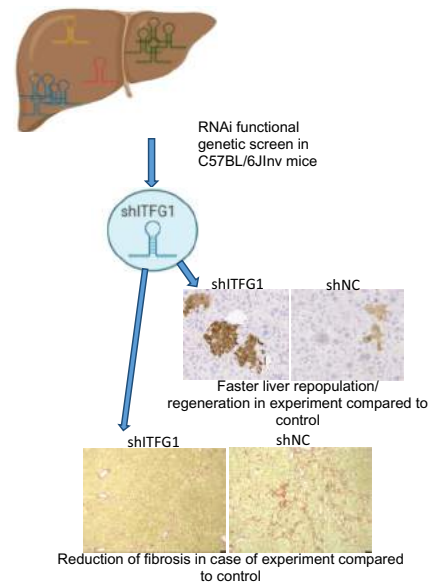 RNAi functional
genetic screen in
C57BL/6JInv mice
shITFG1
shITFG1
shNC
Faster liver repopulation/
regeneration in experiment compared to
control
shITFG1
shNC
Reduction of fibrosis in case of experiment compared
to control